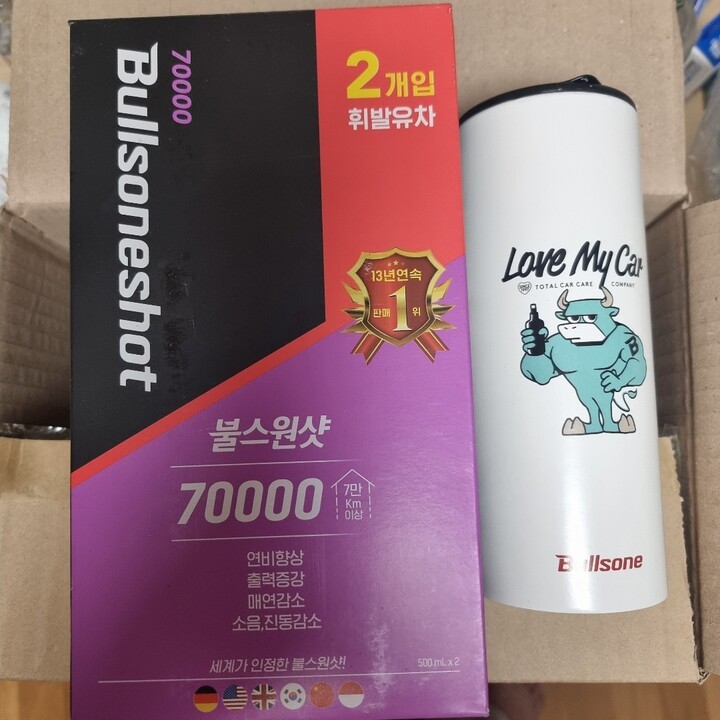 70000
Bullsoneshot
2개입
휘발유차
13년연속
판매 1 위
불스원샷
70000
7만
Km
이상
연비향상
출력증강
매연감소
소음,진동감소
세계가 인정한 불스원샷!
500 mL x 2
Love My Car
TOTAL CAR CARE COMPANY
B
Bullsone